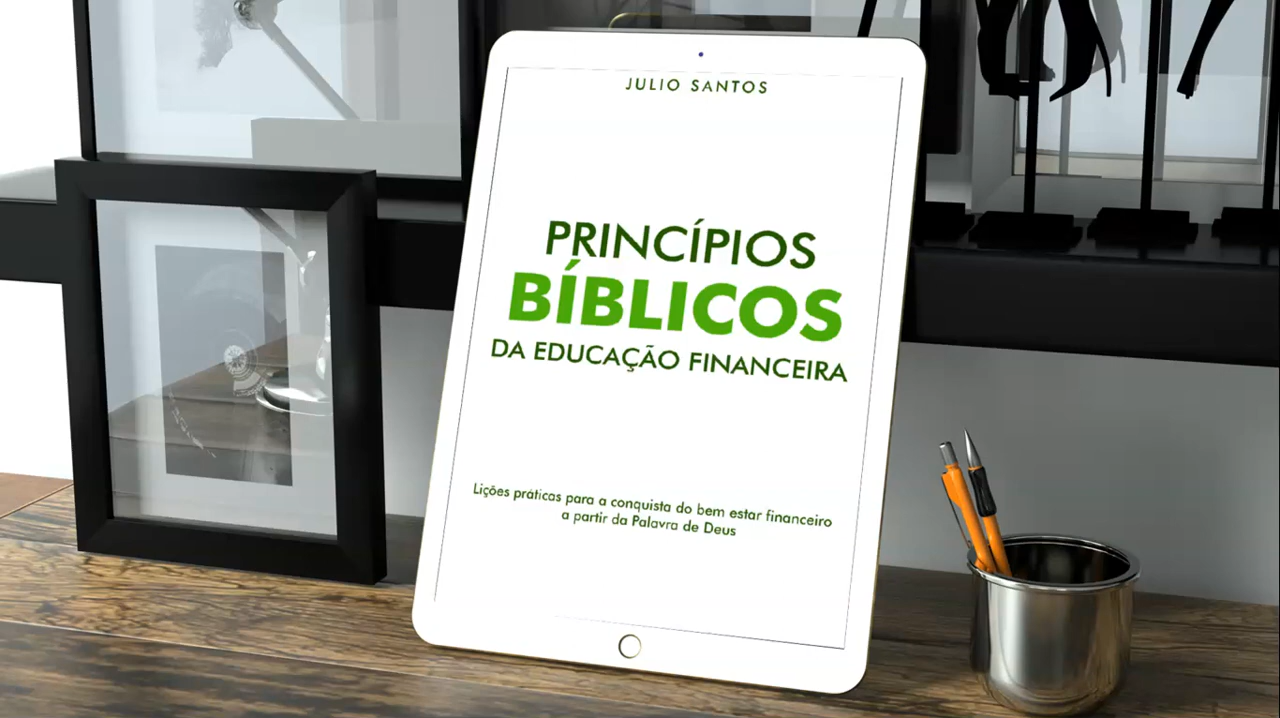 JULIO SANTOS
PRINCÍPIOS
BÍBLICOS
DA EDUCAÇÃO FINANCEIRA
Lições práticas para a conquista do bem estar financeiro
a partir da Palavra de Deus